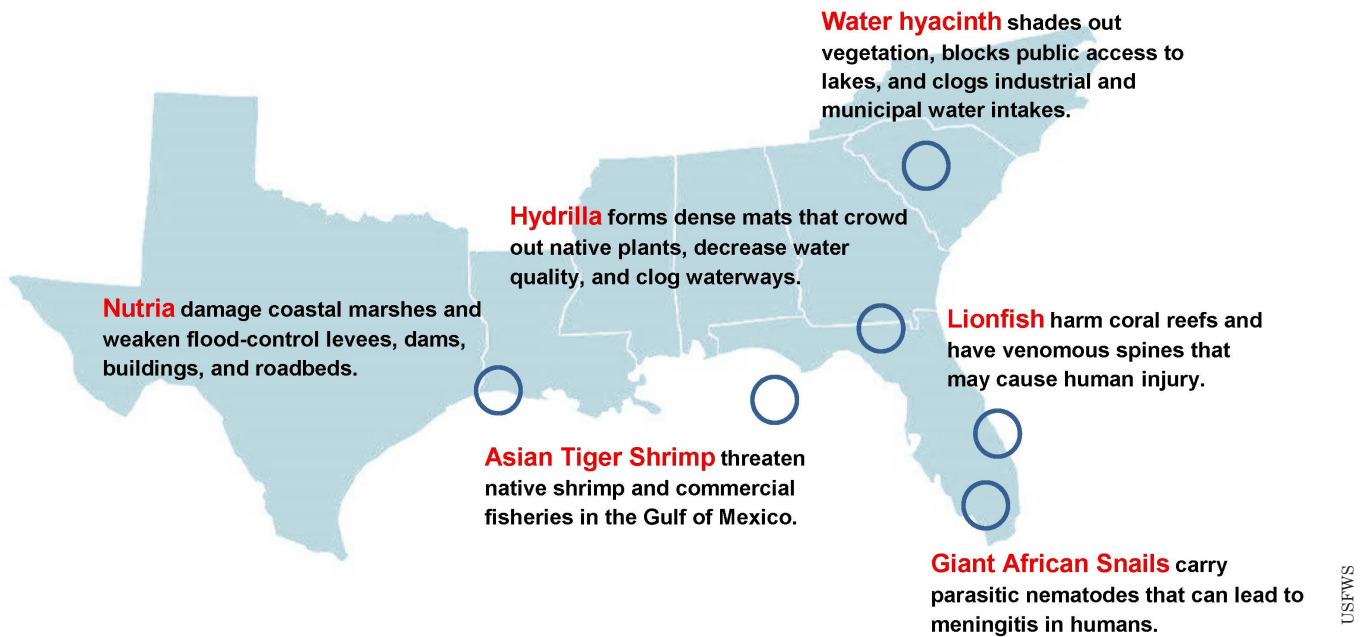 Water hyacinth shades out
vegetation, blocks public access to
lakes, and clogs industrial and
municipal water intakes.
Hydrilla forms dense mats that crowd
out native plants, decrease water
quality, and clog waterways.
Nutria damage coastal marshes and
weaken flood-control levees, dams,
buildings, and roadbeds.
Lionfish harm coral reefs and
have venomous spines that
may cause human injury.
Asian Tiger Shrimp threaten
native shrimp and commercial
fisheries in the Gulf of Mexico.
Giant African Snails carry
parasitic nematodes that can lead to
meningitis in humans.
USFWS